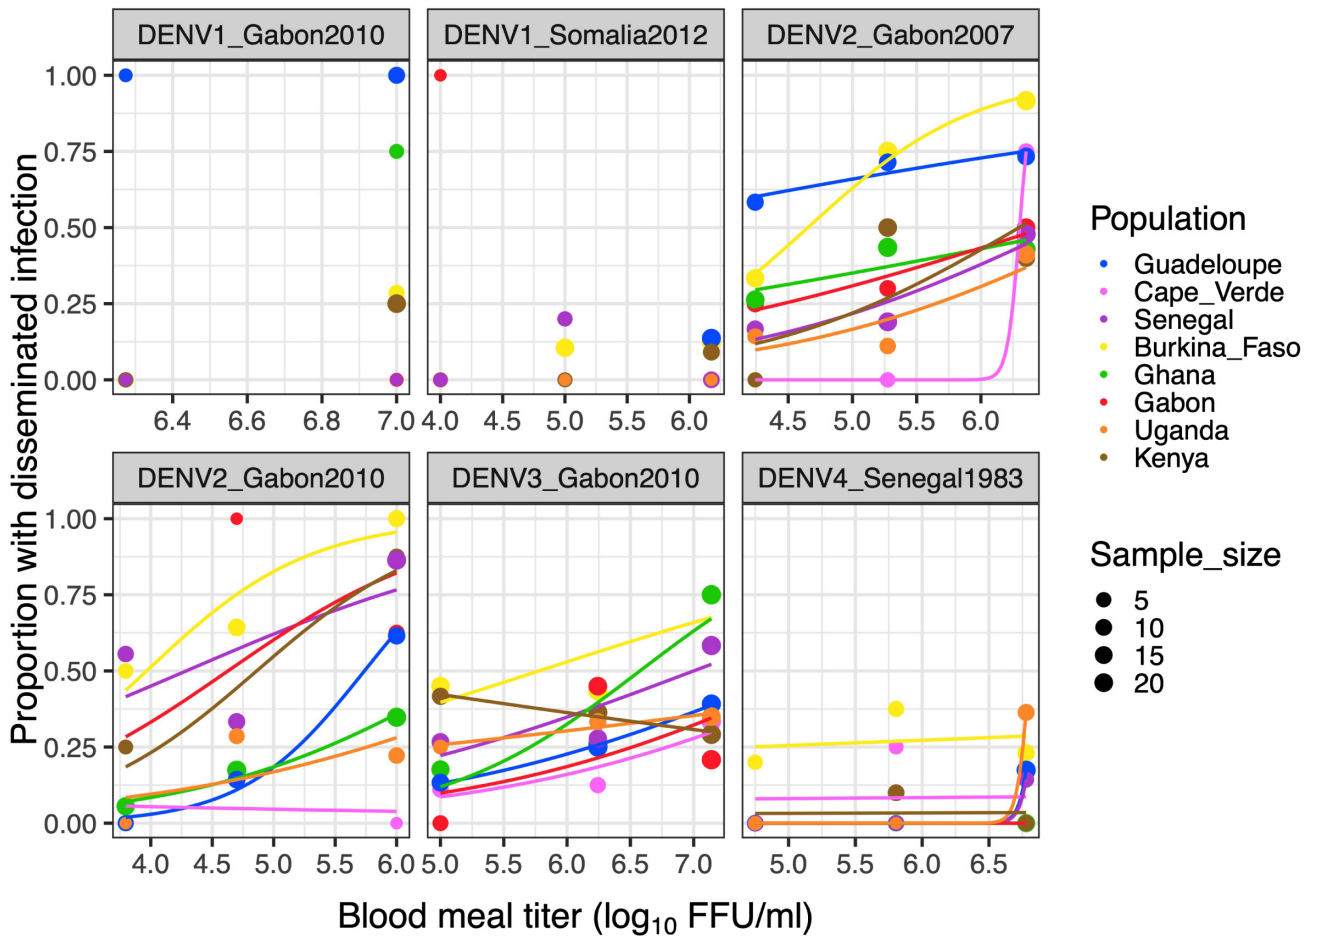 DENV1_Gabon2010 DENV1_Somalia2012 DENV2_Gabon2007
1.00
0.75
0.50
0.25
0.00
6.4 6.6 6.8 7.0 4.0 4.5 5.0 5.5 6.0 4.5 5.0 5.5 6.0
DENV2_Gabon2010 DENV3_Gabon2010 DENV4_Senegal1983
1.00
0.75
0.50
0.25
0.00
4.0 4.5 5.0 5.5 6.0 5.0 5.5 6.0 6.5 7.0 5.0 5.5 6.0 6.5
Proportion with disseminated infection
Blood meal titer (log₁₀ FFU/ml)
Population
Guadeloupe
Cape_Verde
Senegal
Burkina_Faso
Ghana
Gabon
Uganda
Kenya
Sample_size
5
10
15
20